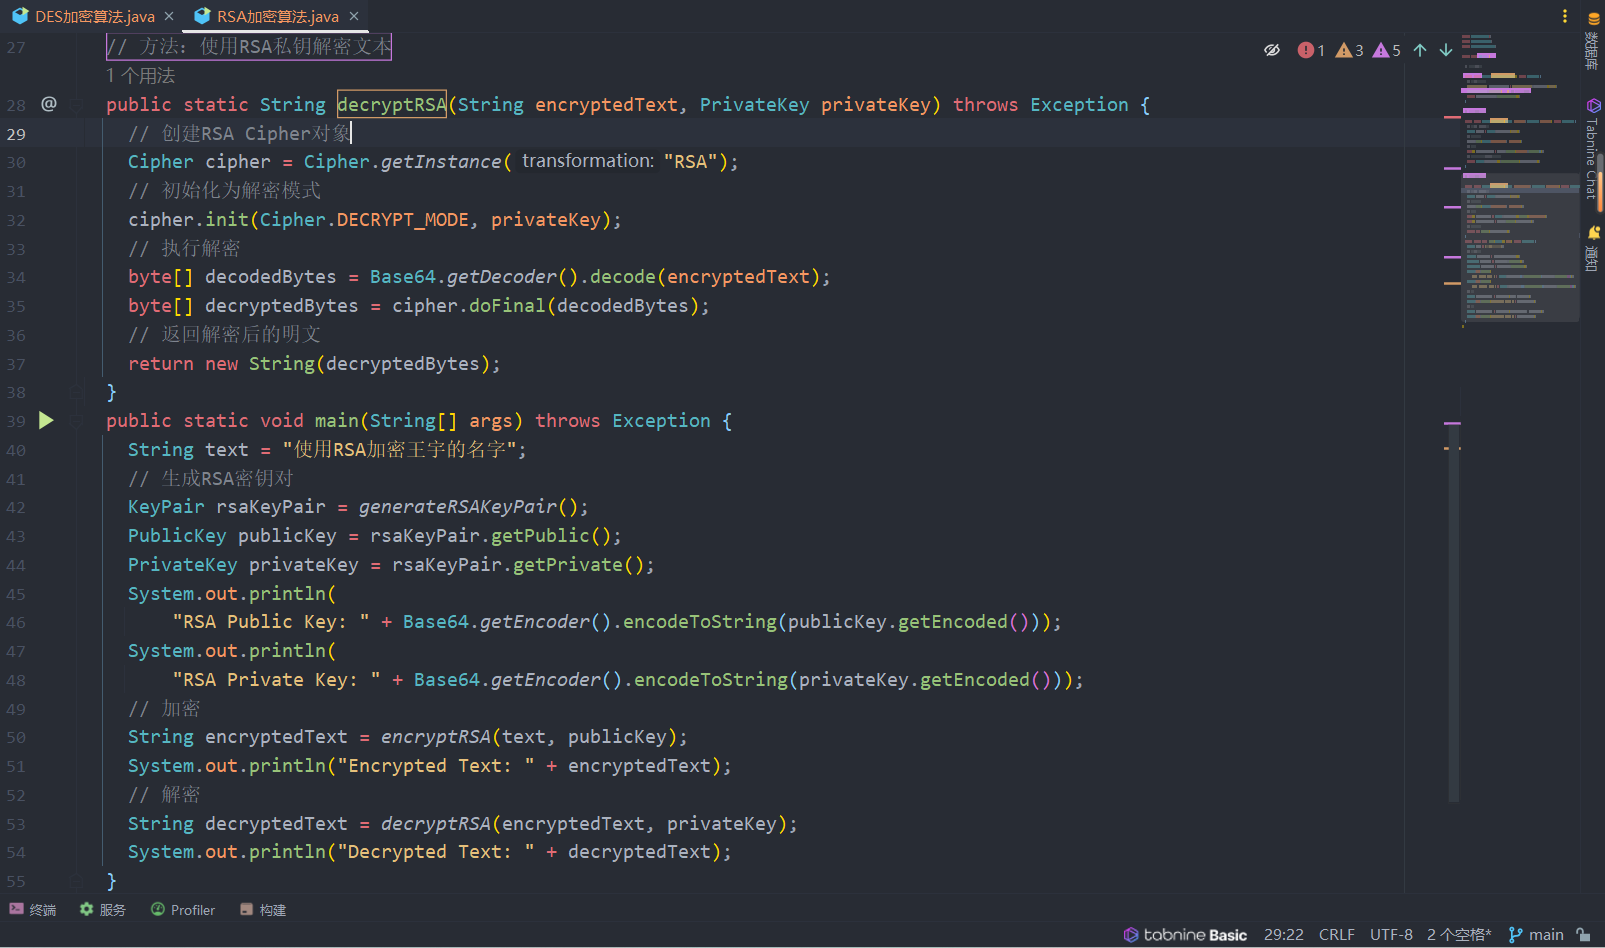 DES加密算法.java × RSA加密算法.java ×
27 // 方法: 使用RSA私钥解密文本
1 3 5
1 个用法
28 @ public static String decryptRSA(String encryptedText, PrivateKey privateKey) throws Exception {
29 // 创建RSA Cipher对象
30 Cipher cipher = Cipher.getInstance( transformation: "RSA");
31 // 初始化为解密模式
32 cipher.init(Cipher.DECRYPT_MODE, privateKey);
33 // 执行解密
34 byte[] decodedBytes = Base64.getDecoder().decode(encryptedText);
35 byte[] decryptedBytes = cipher.doFinal(decodedBytes);
36 // 返回解密后的明文
37 return new String(decryptedBytes);
38 }
39 public static void main(String[] args) throws Exception {
40 String text = "使用RSA加密王宇的名字";
41 // 生成RSA密钥对
42 KeyPair rsaKeyPair = generateRSAKeyPair();
43 PublicKey publicKey = rsaKeyPair.getPublic();
44 PrivateKey privateKey = rsaKeyPair.getPrivate();
45 System.out.println(
46 "RSA Public Key: " + Base64.getEncoder().encodeToString(publicKey.getEncoded()));
47 System.out.println(
48 "RSA Private Key: " + Base64.getEncoder().encodeToString(privateKey.getEncoded()));
49 // 加密
50 String encryptedText = encryptRSA(text, publicKey);
51 System.out.println("Encrypted Text: " + encryptedText);
52 // 解密
53 String decryptedText = decryptRSA(encryptedText, privateKey);
54 System.out.println("Decrypted Text: " + decryptedText);
55 }
数据库
Tabnine Chat
通知
终端 服务 Profiler 构建
tabnine Basic 29:22 CRLF UTF-8 2 个空格* main